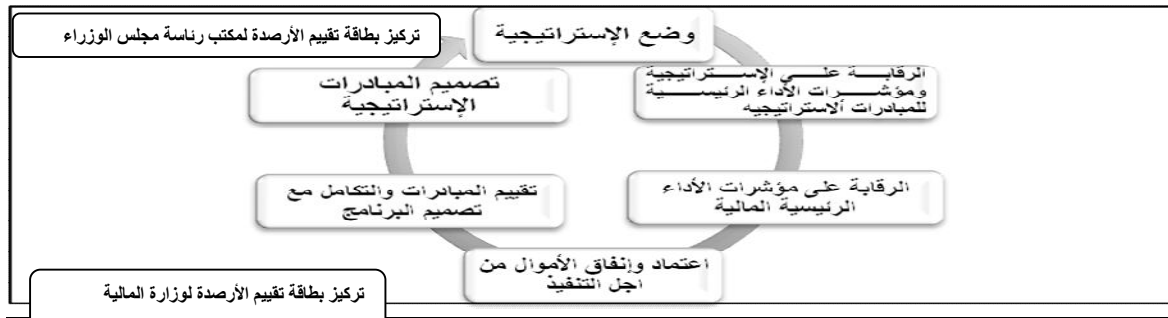 تركيز بطاقة تقييم الأرصدة لمكتب رئاسة مجلس الوزراء
وضع الإستراتيجية
الرقابة على الإستراتيجية
ومؤشرات الأداء الرئيسية
للمبادرات الاستراتيجيه
تصميم المبادرات
الإستراتيجية
الرقابة على مؤشرات الأداء
الرئيسية المالية
تقييم المبادرات والتكامل مع
تصميم البرنامج
اعتماد وإنفاق الأموال من
اجل التنفيذ
تركيز بطاقة تقييم الأرصدة لوزارة المالية